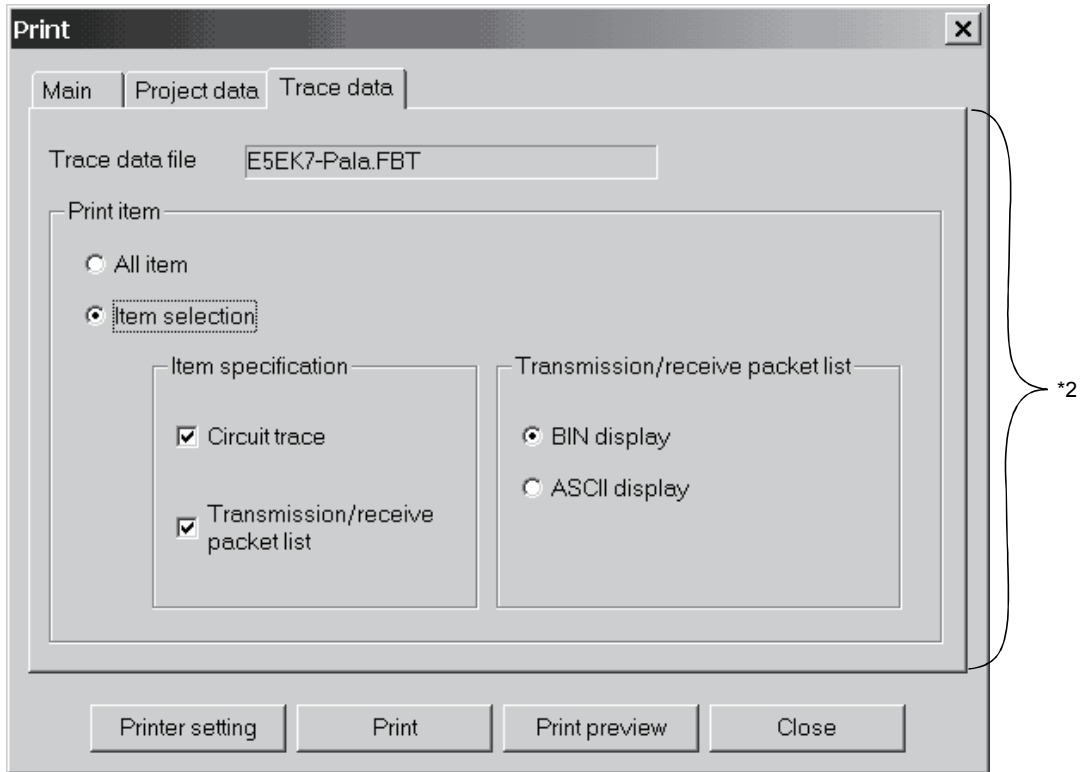 Print
Main
Project data
Trace data
Trace data file
E5EK7-Pala.FBT
Print item
All item
Item selection
Item specification
Circuit trace
Transmission/receive
packet list
Transmission/receive packet list
BIN display
ASCII display
*2
Printer setting
Print
Print preview
Close